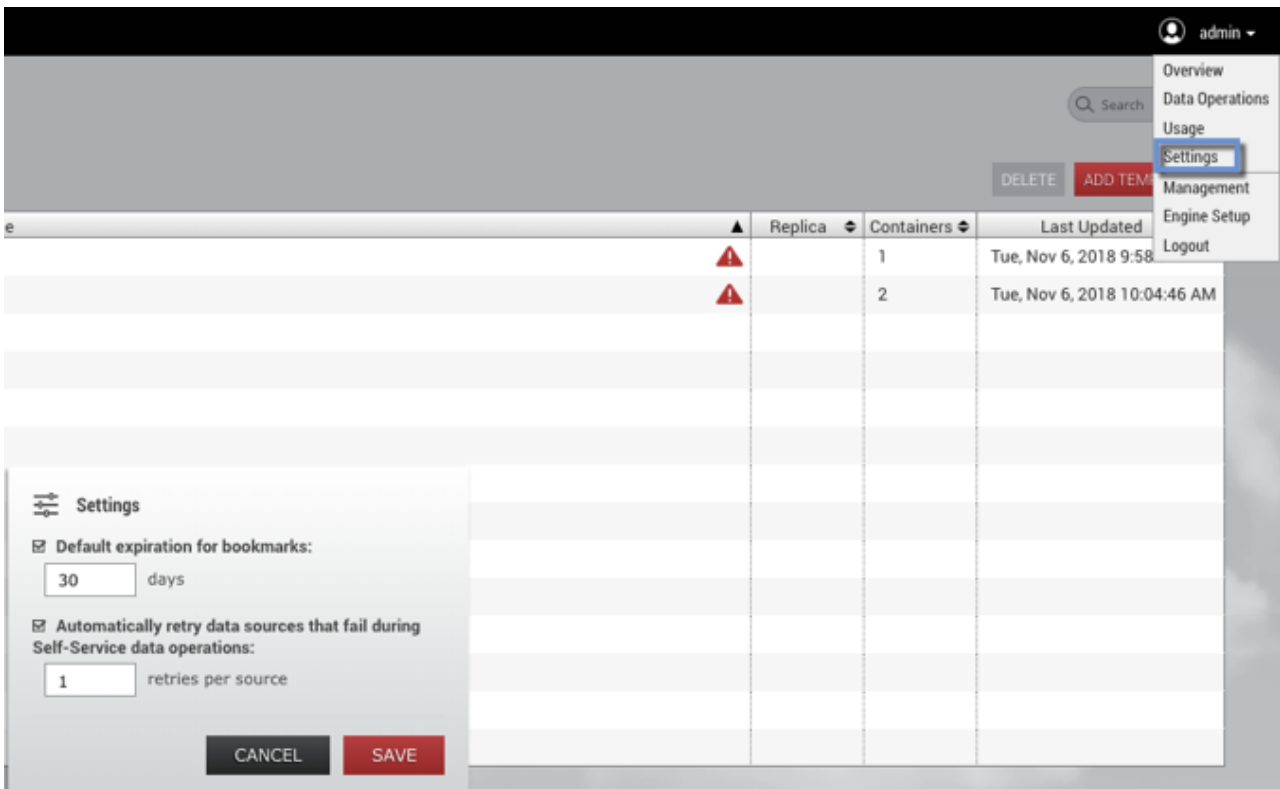 admin
Overview
Search
Data Operations
Usage
Settings
DELETE
ADD
Management
Engine Setup
Logout
e
Replica
Containers
Last Updated
1
Tue, Nov 6, 2018 9:58
2
Tue, Nov 6, 2018 10:04:46 AM
Settings
Default expiration for bookmarks:
30 days
Automatically retry data sources that fail during
Self-Service data operations:
1 retries per source
CANCEL SAVE